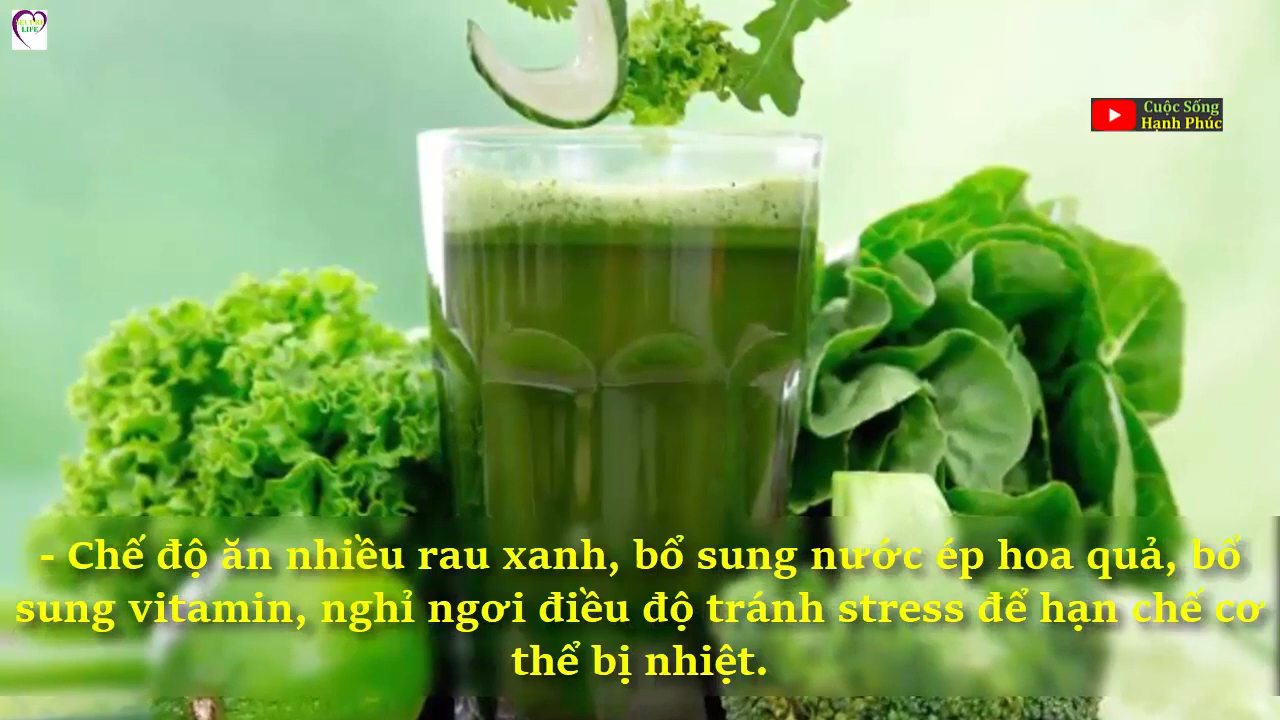 LIFE
Cuộc Sống
Hạnh Phúc
- Chế độ ăn nhiều rau xanh, bổ sung nước ép hoa quả, bổ
sung vitamin, nghỉ ngơi điều độ tránh stress để hạn chế cơ
thể bị nhiệt.